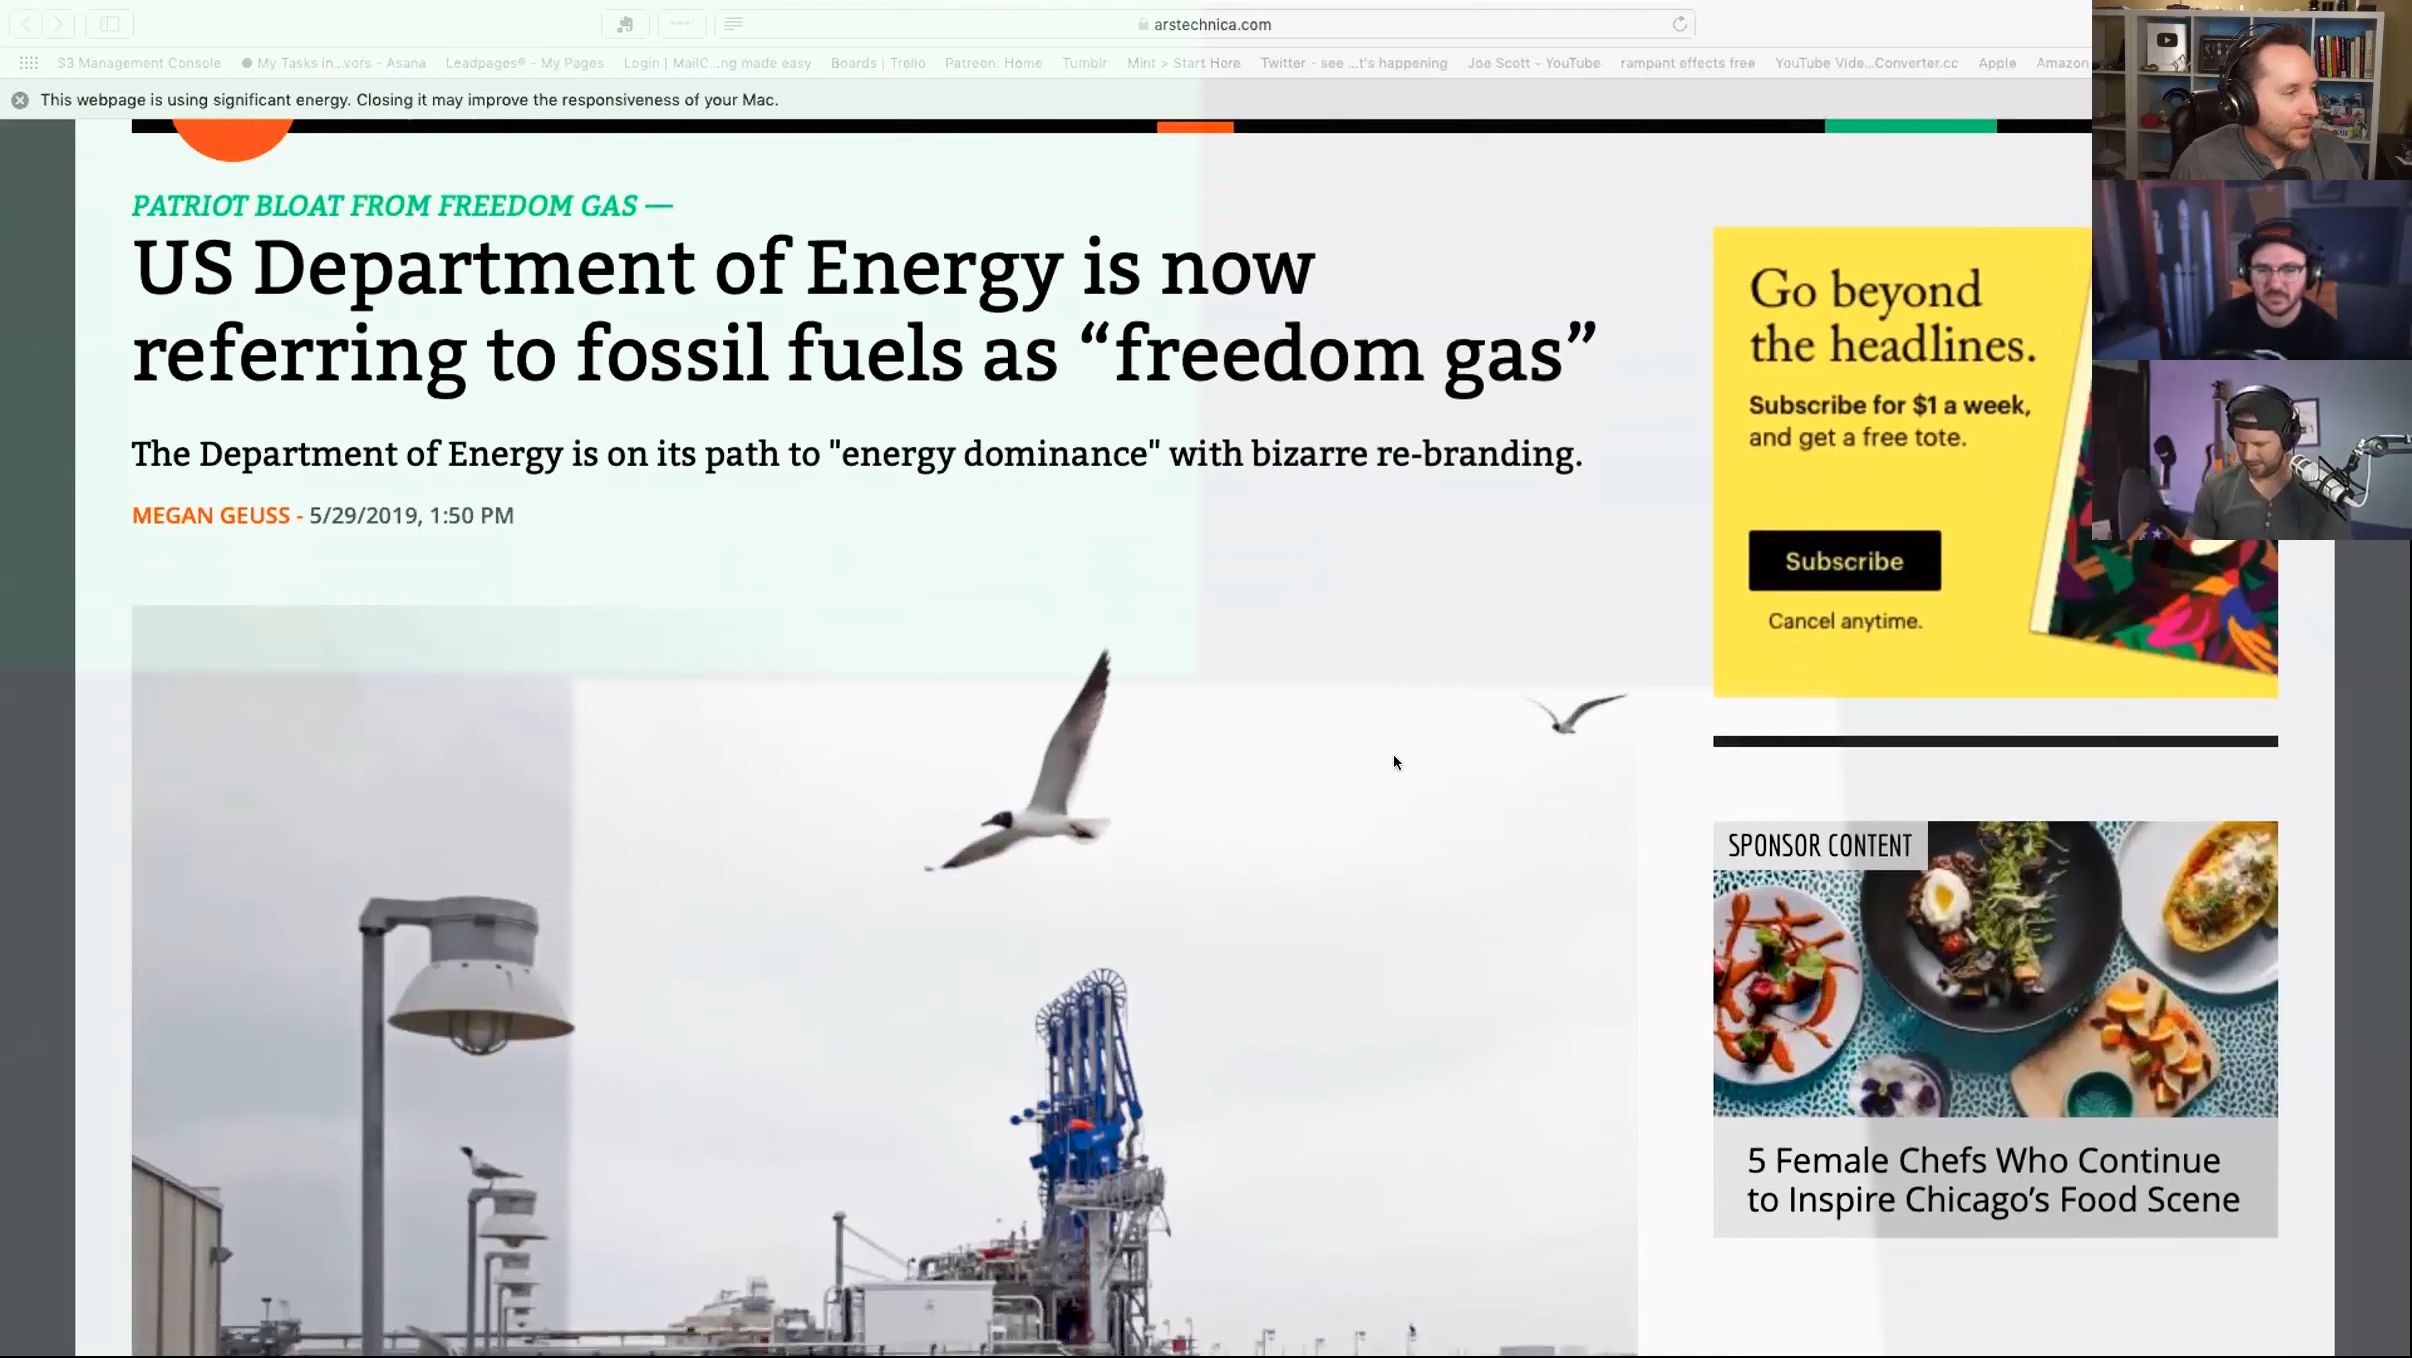 arstechnica.com
S3 Management Console
My Tasks in...vors - Asana
Leadpages® - My Pages
Login | MailC...ng made easy
Boards | Trello
Patreon: Home
Tumblr
Mint > Start Here
Twitter - see ...t's happening
Joe Scott - YouTube
rampant effects free
YouTube Vide...Converter.cc
Apple
Amazon
This webpage is using significant energy. Closing it may improve the responsiveness of your Mac.
PATRIOT BLOAT FROM FREEDOM GAS —
US Department of Energy is now
referring to fossil fuels as “freedom gas”
The Department of Energy is on its path to "energy dominance" with bizarre re-branding.
MEGAN GEUSS - 5/29/2019, 1:50 PM
Go beyond
the headlines.
Subscribe for $1 a week,
and get a free tote.
Subscribe
Cancel anytime.
SPONSOR CONTENT
5 Female Chefs Who Continue
to Inspire Chicago’s Food Scene